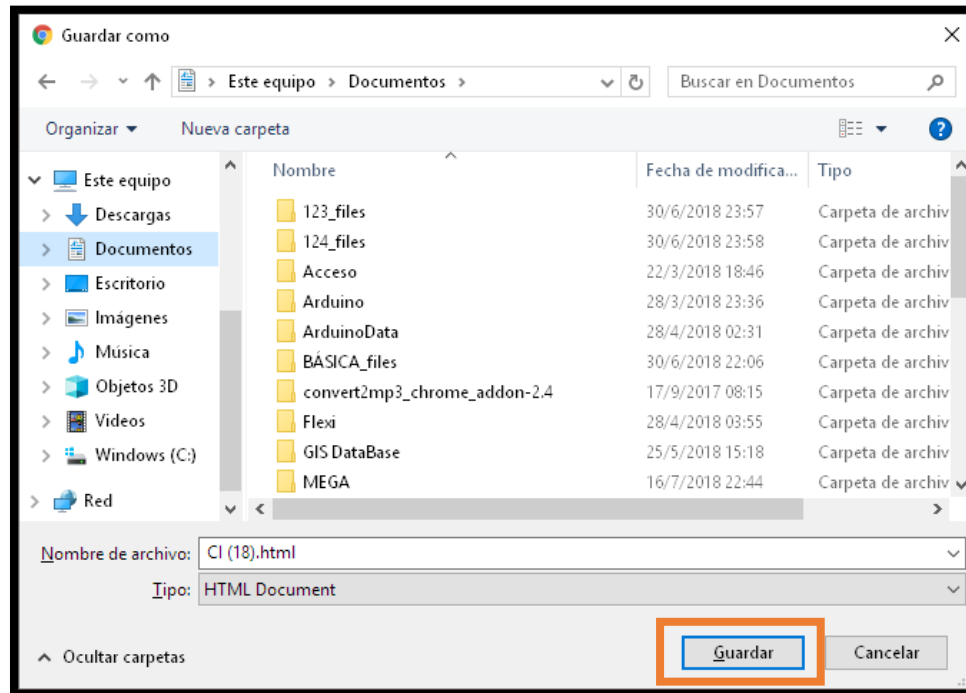 Guardar como
Este equipo > Documentos >
Buscar en Documentos
Organizar
Nueva carpeta
Nombre
Fecha de modifica...
Tipo
Este equipo
Descargas
Documentos
Escritorio
Imágenes
Música
Objetos 3D
Videos
Windows (C:)
Red
123_files 30/6/2018 23:57 Carpeta de archiv
124_files 30/6/2018 23:58 Carpeta de archiv
Acceso 22/3/2018 18:46 Carpeta de archiv
Arduino 28/3/2018 23:36 Carpeta de archiv
ArduinoData 28/4/2018 02:31 Carpeta de archiv
BÁSICA_files 30/6/2018 22:06 Carpeta de archiv
convert2mp3_chrome_addon-2.4 17/9/2017 08:15 Carpeta de archiv
Flexi 28/4/2018 03:55 Carpeta de archiv
GIS DataBase 25/5/2018 15:18 Carpeta de archiv
MEGA 16/7/2018 22:44 Carpeta de archiv
Nombre de archivo: CI (18).html
Tipo: HTML Document
Ocultar carpetas
Guardar
Cancelar